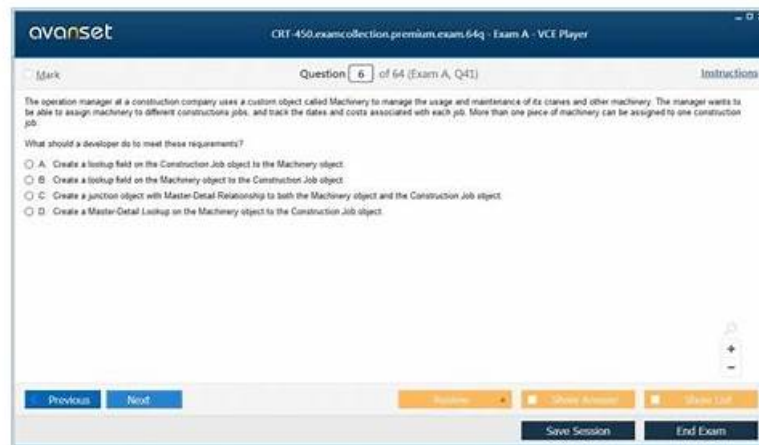 avanset
CRT-450.examcollection.premium.exam.64q - Exam A - VCE Player
Mark
Question 6 of 64 (Exam A, Q41)
Instructions
The operation manager at a construction company uses a custom object called Machinery to manage the usage and maintenance of its cranes and other machinery. The manager wants to
be able to assign machinery to different constructions jobs, and track the dates and costs associated with each job. More than one piece of machinery can be assigned to one construction
job.
What should a developer do to meet these requirements?
A. Create a lookup field on the Construction Job object to the Machinery object.
B. Create a lookup field on the Machinery object to the Construction Job object
C. Create a junction object with Master-Detail Relationship to both the Machinery object and the Construction Job object.
D. Create a Master-Detail Lookup on the Machinery object to the Construction Job object.
+
-
Previous
Next
Review
Show Answer
Show List
Save Session
End Exam